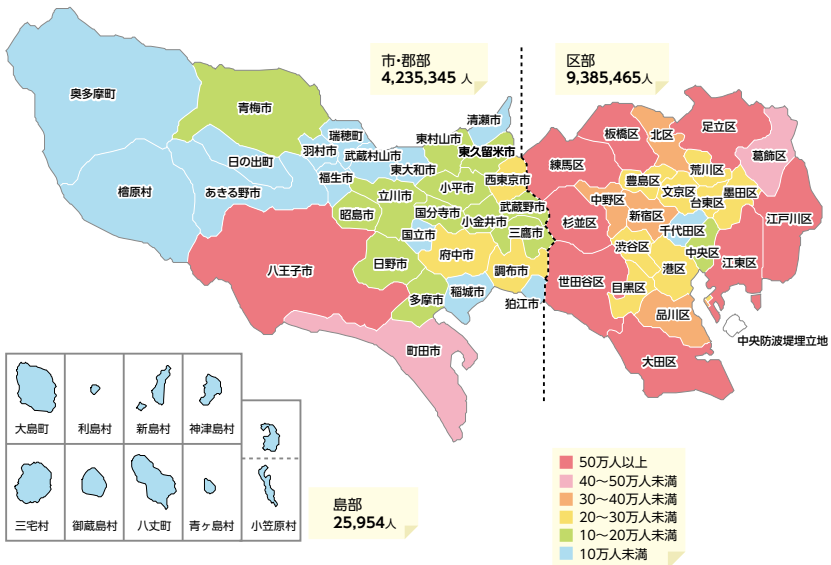 市・郡部
4,235,345 人
区部
9,385,465人
奥多摩町
青梅市
瑞穂町
羽村市
武蔵村山市
東大和市
東村山市
清瀬市
東久留米市
日の出町
福生市
檜原村
あきる野市
立川市
小平市
西東京市
昭島市
国分寺市
小金井市
武蔵野市
国立市
三鷹市
八王子市
日野市
府中市
調布市
多摩市
稲城市
狛江市
町田市
板橋区
北区
足立区
練馬区
葛飾区
豊島区
荒川区
文京区
台東区
墨田区
中野区
新宿区
杉並区
千代田区
江戸川区
渋谷区
中央区
江東区
世田谷区
目黒区
港区
品川区
大田区
中央防波堤埋立地
大島町
利島村
新島村
神津島村
三宅村
御蔵島村
八丈町
青ヶ島村
小笠原村
島部
25,954人
50万人以上
40〜50万人未満
30〜40万人未満
20〜30万人未満
10〜20万人未満
10万人未満